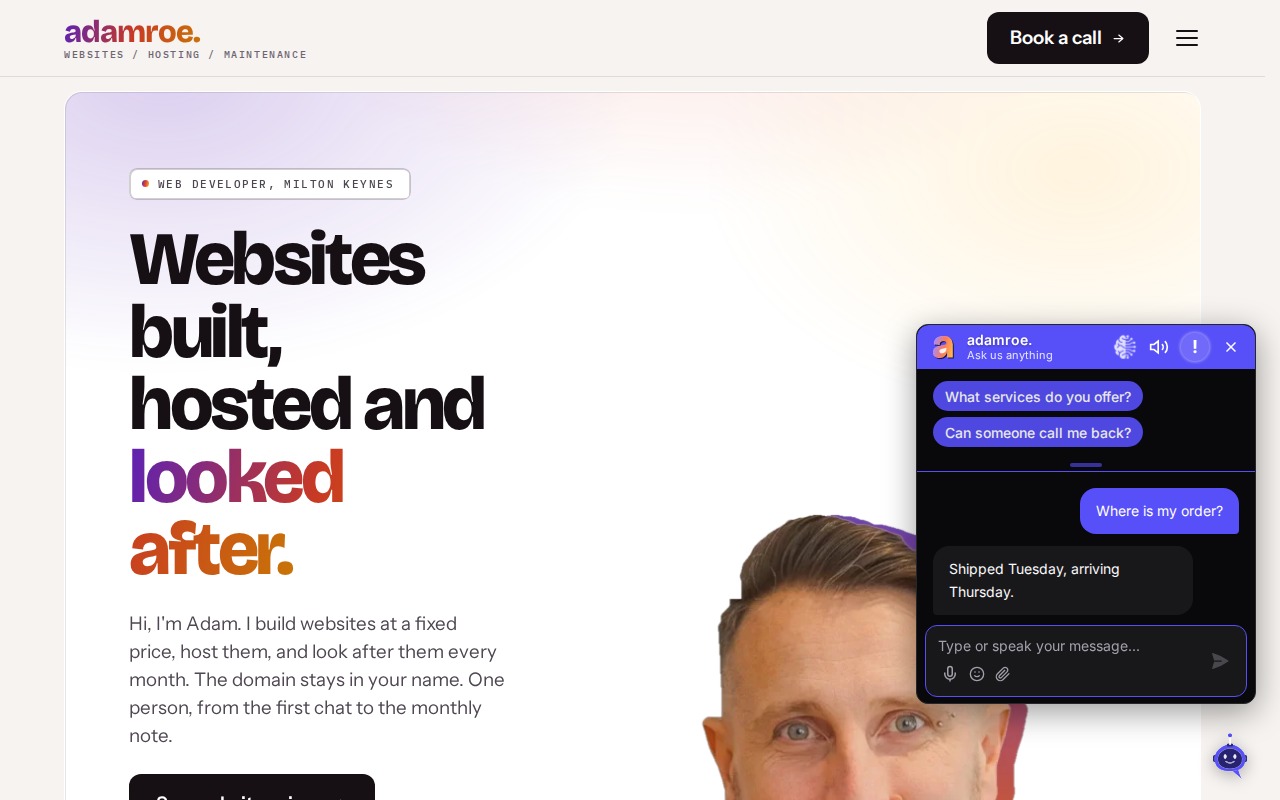 adamroe.
WEBSITES / HOSTING / MAINTENANCE
Book a call →
WEB DEVELOPER, MILTON KEYNES
Websites
built,
hosted and
looked
after.
Hi, I'm Adam. I build websites at a fixed
price, host them, and look after them every
month. The domain stays in your name. One
person, from the first chat to the monthly
note.
adamroe.
Ask us anything
What services do you offer?
Can someone call me back?
Where is my order?
Shipped Tuesday, arriving
Thursday.
Type or speak your message...